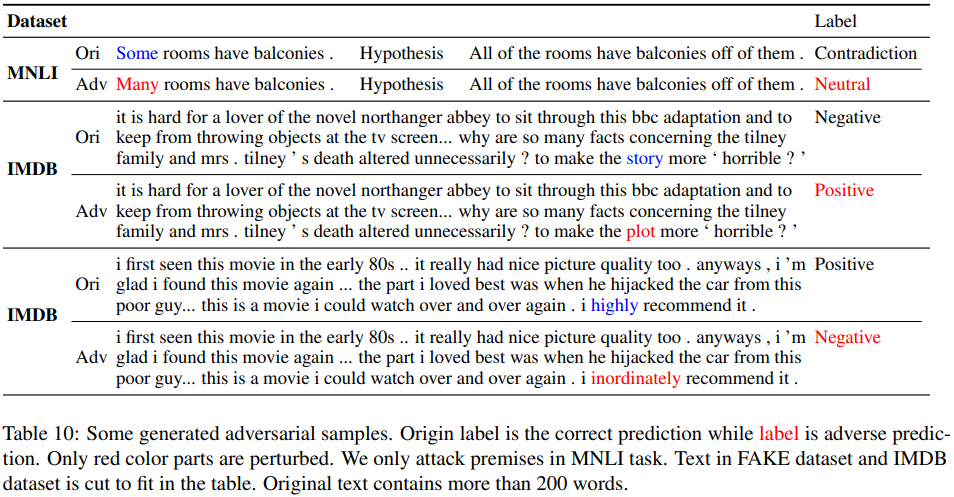 Dataset Label
MNLI
Ori Some rooms have balconies . Hypothesis All of the rooms have balconies off of them . Contradiction
Adv Many rooms have balconies . Hypothesis All of the rooms have balconies off of them . Neutral
IMDB
Ori
it is hard for a lover of the novel northanger abbey to sit through this bbc adaptation and to Negative
keep from throwing objects at the tv screen... why are so many facts concerning the tilney
family and mrs . tilney ’ s death altered unnecessarily ? to make the story more ‘ horrible ? ’
Adv
it is hard for a lover of the novel northanger abbey to sit through this bbc adaptation and to Positive
keep from throwing objects at the tv screen... why are so many facts concerning the tilney
family and mrs . tilney ’ s death altered unnecessarily ? to make the plot more ‘ horrible ? ’
IMDB
Ori
i first seen this movie in the early 80s .. it really had nice picture quality too . anyways , i ’m Positive
glad i found this movie again ... the part i loved best was when he hijacked the car from this
poor guy... this is a movie i could watch over and over again . i highly recommend it .
Adv
i first seen this movie in the early 80s .. it really had nice picture quality too . anyways , i ’m Negative
glad i found this movie again ... the part i loved best was when he hijacked the car from this
poor guy... this is a movie i could watch over and over again . i inordinately recommend it .
Table 10: Some generated adversarial samples. Origin label is the correct prediction while label is adverse predic-
tion. Only red color parts are perturbed. We only attack premises in MNLI task. Text in FAKE dataset and IMDB
dataset is cut to fit in the table. Original text contains more than 200 words.